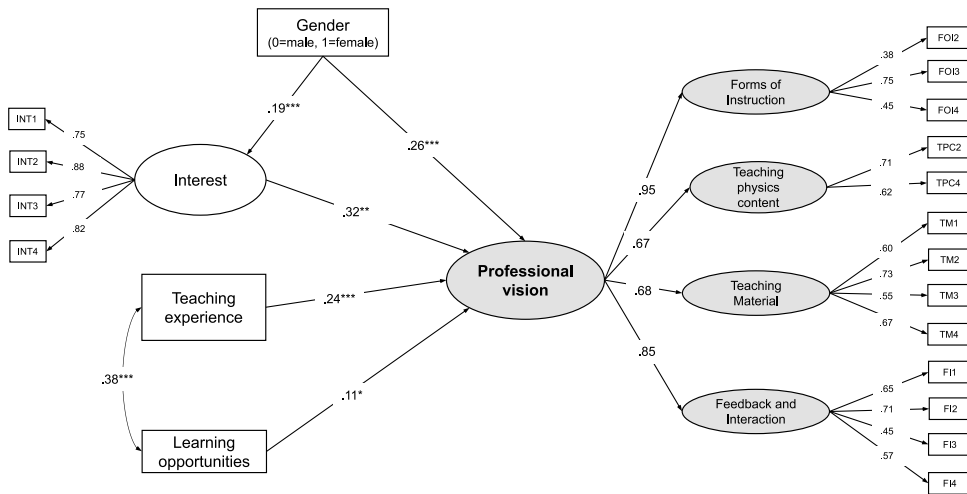 Gender
(0=male, 1=female)
.19***
.26***
INT1
INT2
INT3
INT4
.75
.88
.77
.82
Interest
.32**
Teaching
experience
.24***
.38***
Learning
opportunities
.11*
Professional
vision
.95
.67
.68
.85
Forms of
Instruction
.38
.75
.45
FOI2
FOI3
FOI4
Teaching
physics
content
.71
.62
TPC2
TPC4
Teaching
Material
.60
.73
.55
.67
TM1
TM2
TM3
TM4
Feedback and
Interaction
.65
.71
.45
.57
FI1
FI2
FI3
FI4